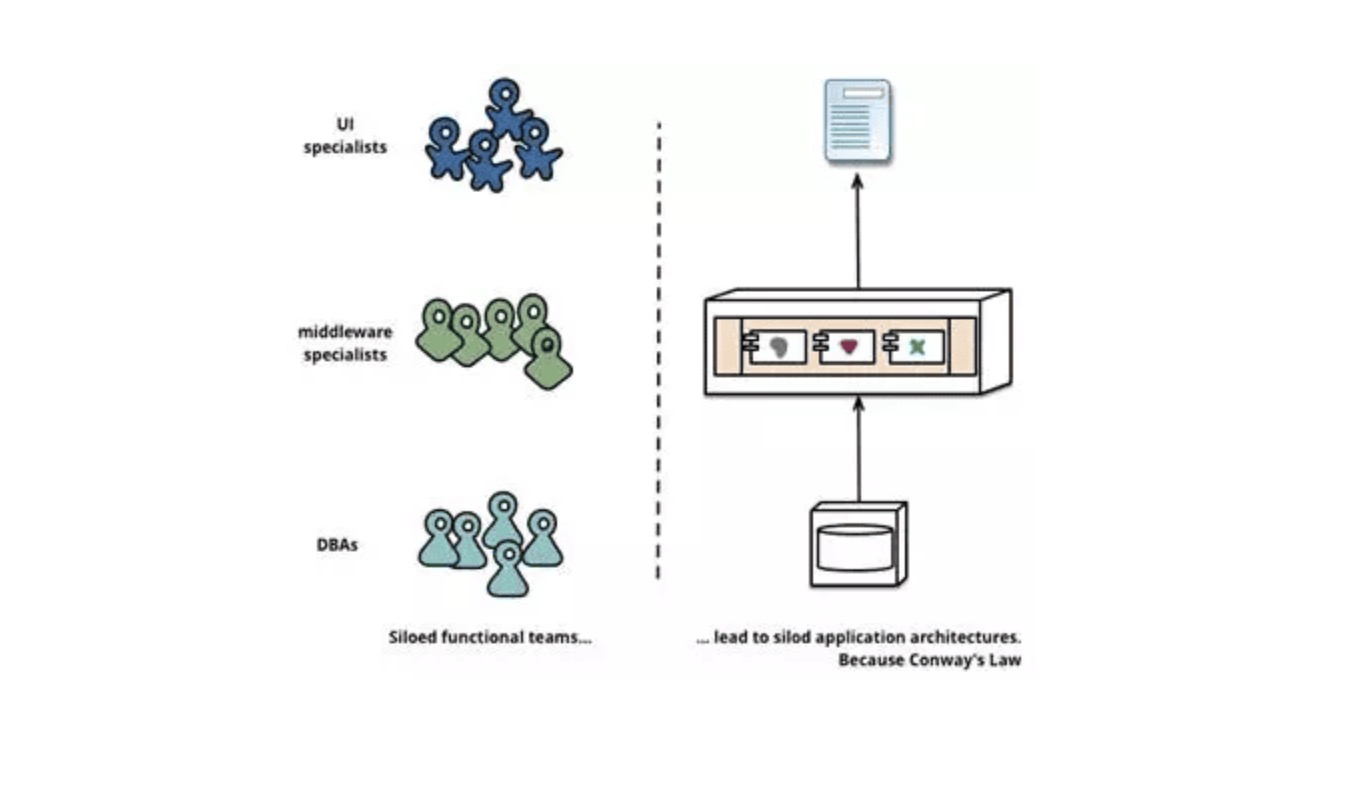 UI
specialists
middleware
specialists
DBAs
Siloed functional teams...
... lead to silod application architectures.
Because Conway's Law